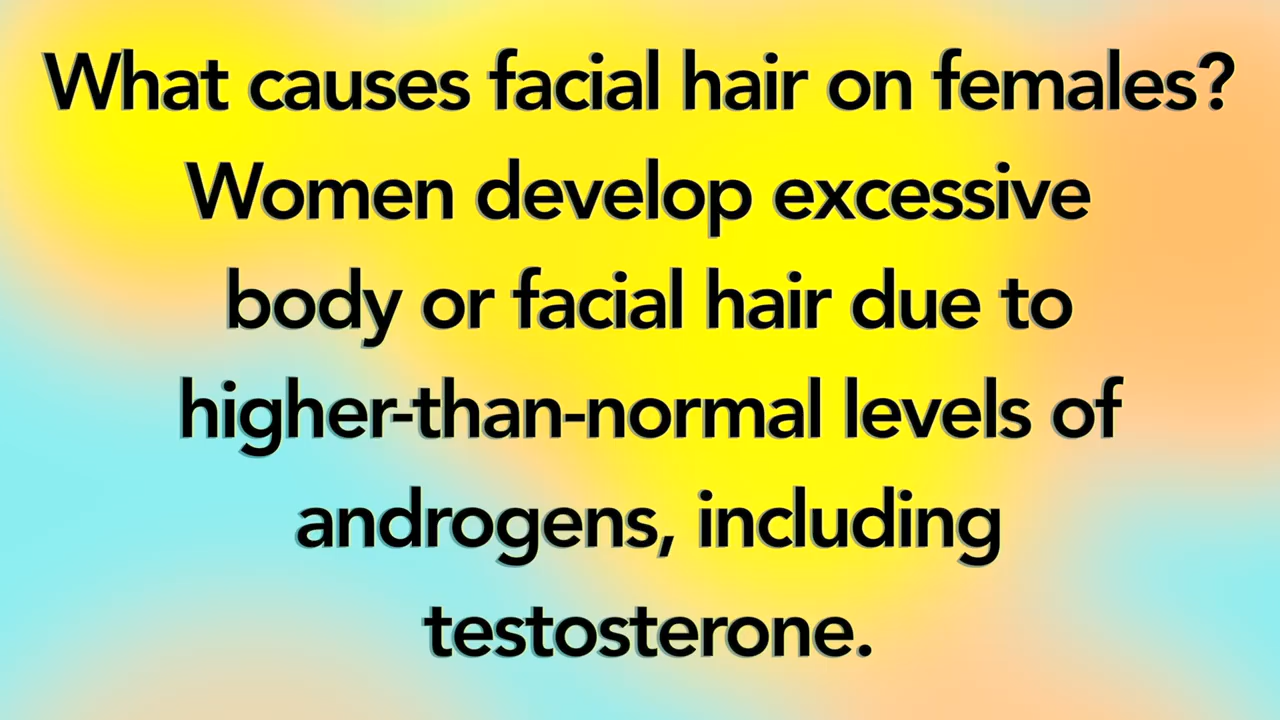 What causes facial hair on females?
Women develop excessive
body or facial hair due to
higher-than-normal levels of
androgens, including
testosterone.